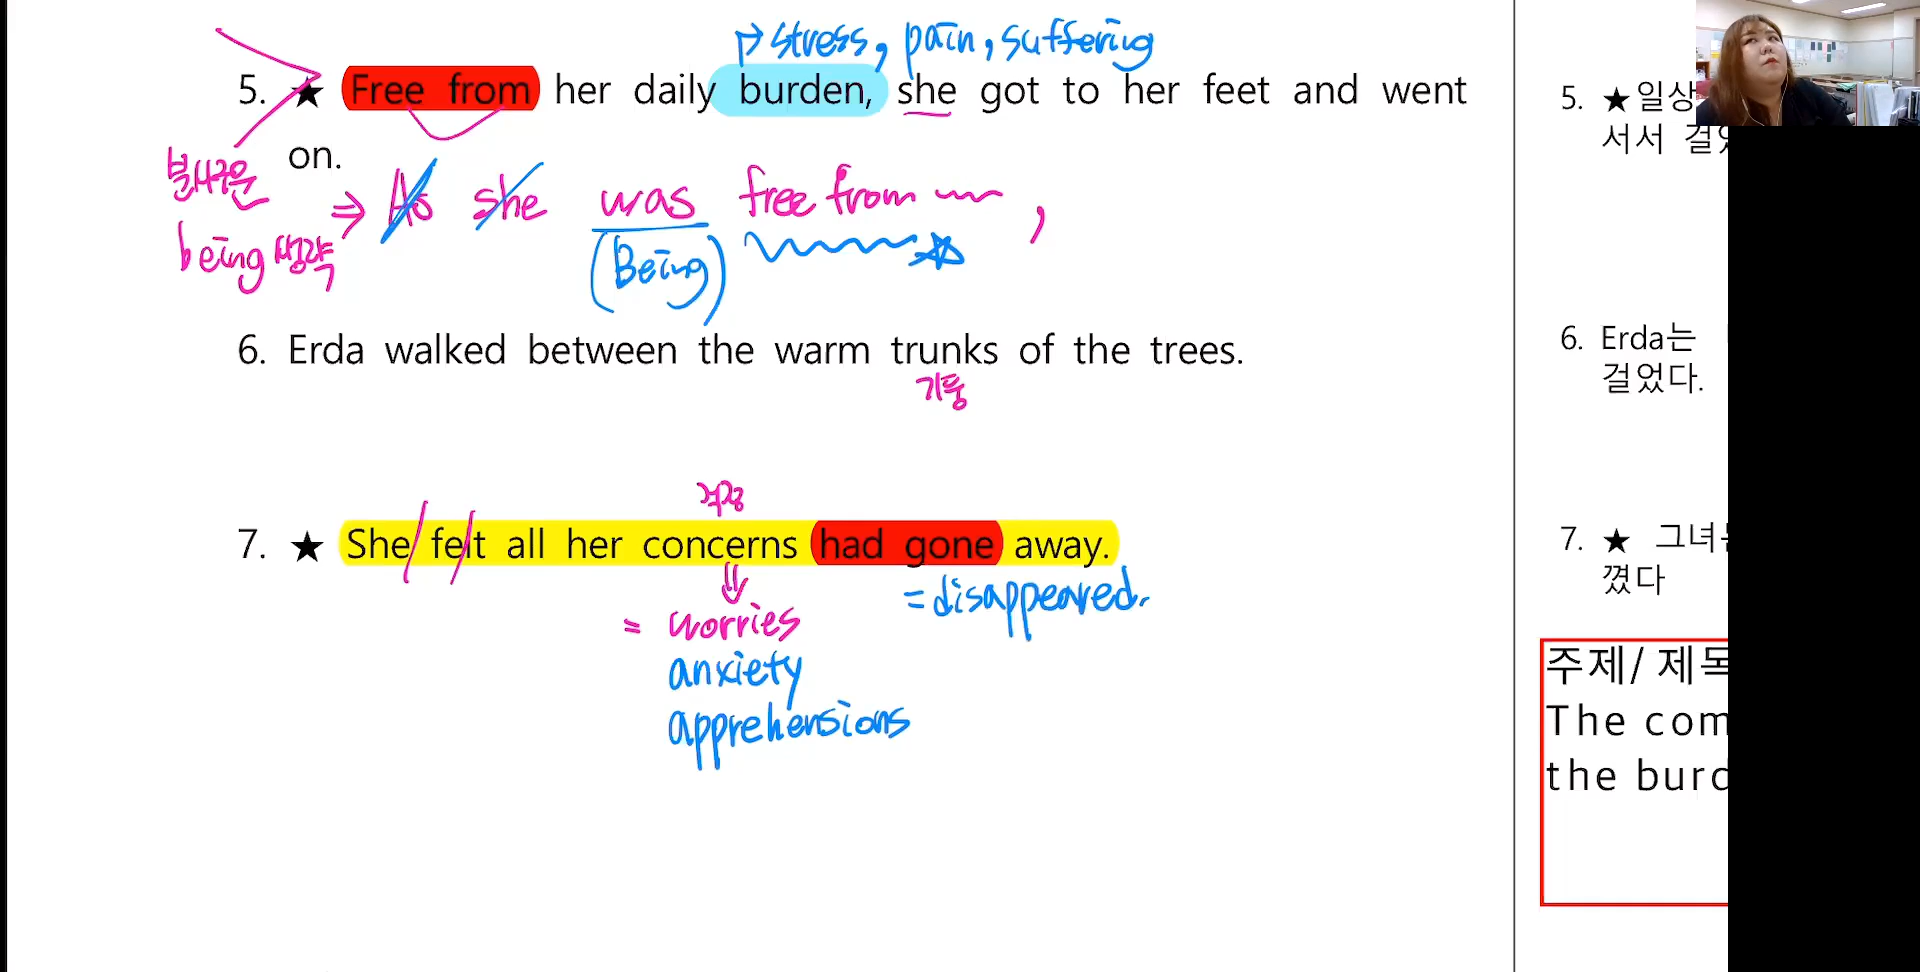 → stress, pain, suffering
5. ★ Free from her daily burden, she got to her feet and went
on.
분사구문
being 생략
⇒ As she was free from ,
(Being)
6. Erda walked between the warm trunks of the trees.
기둥
걱정
7. ★ She / felt / all her concerns had gone away.
= worries
= disappeared.
anxiety
apprehensions
5. ★ 일상
서서 걸었
6. Erda는
걸었다.
7. ★ 그녀는
꼈다
주제/ 제목
The com
the burd